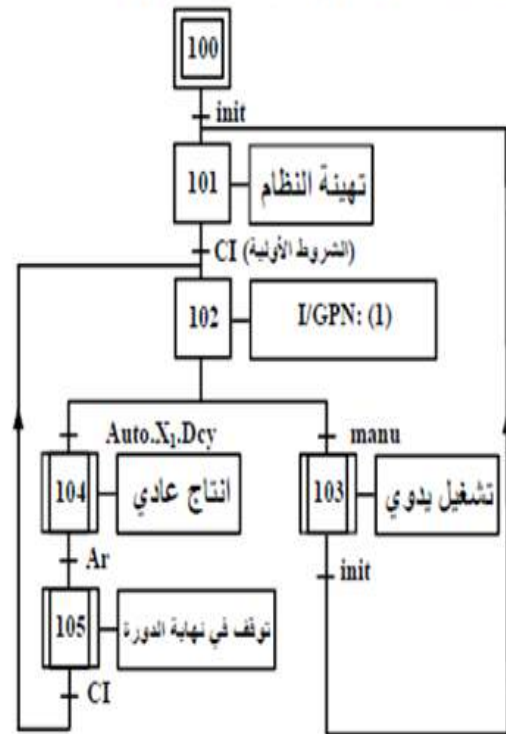 100
init
101
تهيئة النظام
CI (الشروط الأولية)
102
I/GPN: (1)
Auto.X₁.Dcy
manu
104
انتاج عادي
103
تشغيل يدوي
Ar
init
105
توقف في نهاية الدورة
CI